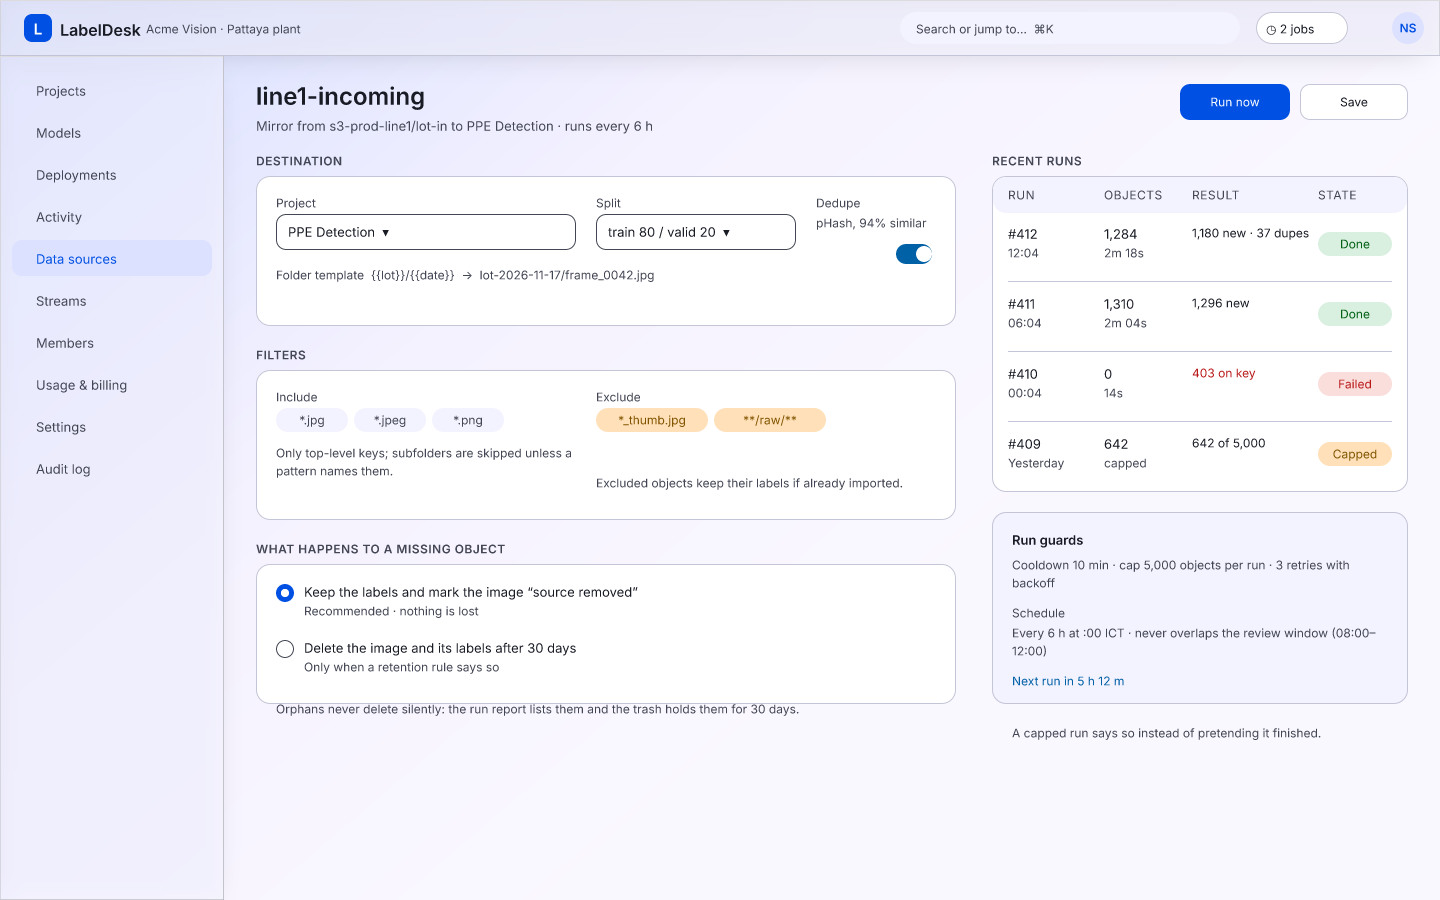 L LabelDesk Acme Vision · Pattaya plant
Search or jump to... ⌘K
◷ 2 jobs
NS
Projects
Models
Deployments
Activity
Data sources
Streams
Members
Usage & billing
Settings
Audit log
line1-incoming
Mirror from s3-prod-line1/lot-in to PPE Detection · runs every 6 h
Run now
Save
DESTINATION
Project
PPE Detection ▾
Split
train 80 / valid 20 ▾
Dedupe
pHash, 94% similar
Folder template {{lot}}/{{date}} → lot-2026-11-17/frame_0042.jpg
FILTERS
Include
*.jpg *.jpeg *.png
Only top-level keys; subfolders are skipped unless a
pattern names them.
Exclude
*_thumb.jpg **/raw/**
Excluded objects keep their labels if already imported.
WHAT HAPPENS TO A MISSING OBJECT
Keep the labels and mark the image “source removed”
Recommended · nothing is lost
Delete the image and its labels after 30 days
Only when a retention rule says so
Orphans never delete silently: the run report lists them and the trash holds them for 30 days.
RECENT RUNS
RUN OBJECTS RESULT STATE
#412 1,284 1,180 new · 37 dupes Done
12:04 2m 18s
#411 1,310 1,296 new Done
06:04 2m 04s
#410 0 403 on key Failed
00:04 14s
#409 642 642 of 5,000 Capped
Yesterday capped
Run guards
Cooldown 10 min · cap 5,000 objects per run · 3 retries with
backoff
Schedule
Every 6 h at :00 ICT · never overlaps the review window (08:00–
12:00)
Next run in 5 h 12 m
A capped run says so instead of pretending it finished.